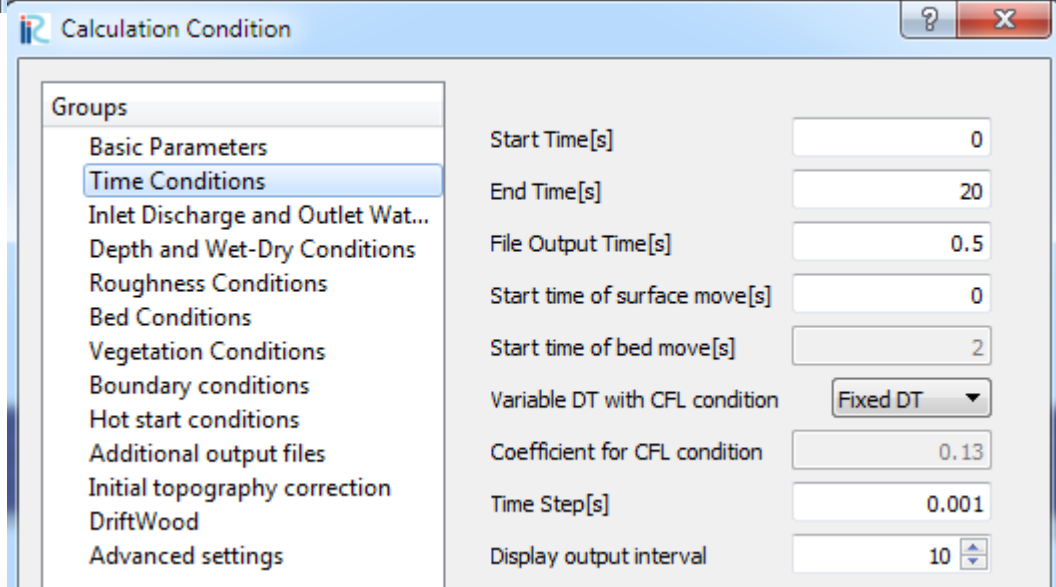 iRIC Calculation Condition
Groups
Basic Parameters
Time Conditions
Inlet Discharge and Outlet Wat...
Depth and Wet-Dry Conditions
Roughness Conditions
Bed Conditions
Vegetation Conditions
Boundary conditions
Hot start conditions
Additional output files
Initial topography correction
DriftWood
Advanced settings
Start Time[s] 0
End Time[s] 20
File Output Time[s] 0.5
Start time of surface move[s] 0
Start time of bed move[s] 2
Variable DT with CFL condition Fixed DT
Coefficient for CFL condition 0.13
Time Step[s] 0.001
Display output interval 10